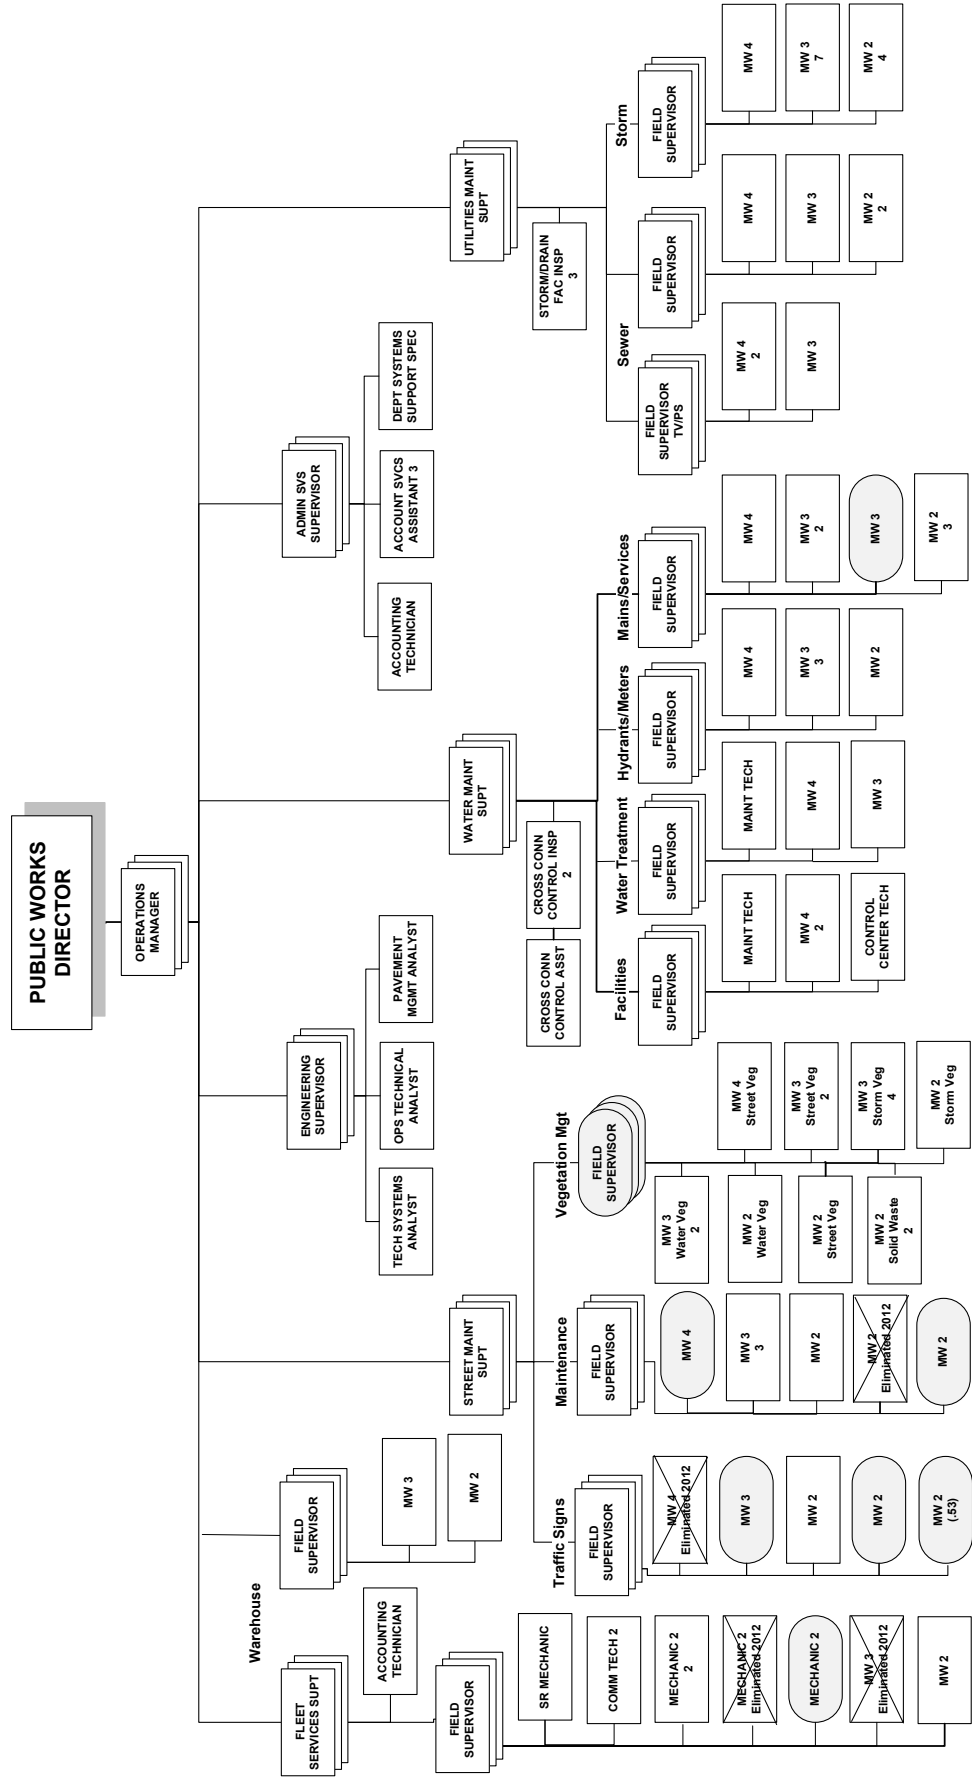 PUBLIC WORKS
DIRECTOR
OPERATIONS
MANAGER
Warehouse
FLEET
SERVICES SUPT
ACCOUNTING
TECHNICIAN
FIELD
SUPERVISOR
SR MECHANIC
COMM TECH 2
MECHANIC 2
2
MECHANIC 2
Eliminated 2012
MECHANIC 2
MW 3
Eliminated 2012
MW 2
FIELD
SUPERVISOR
MW 3
MW 2
STREET MAINT
SUPT
Traffic Signs
FIELD
SUPERVISOR
MW 4
Eliminated 2012
MW 3
MW 2
MW 2
MW 2
(.53)
Maintenance
FIELD
SUPERVISOR
MW 4
MW 3
3
MW 2
MW 2
Eliminated 2012
MW 2
Vegetation Mgt
FIELD
SUPERVISOR
MW 3
Water Veg
2
MW 2
Water Veg
MW 2
Street Veg
MW 2
Solid Waste
2
MW 4
Street Veg
MW 3
Street Veg
2
MW 3
Storm Veg
4
MW 2
Storm Veg
ENGINEERING
SUPERVISOR
TECH SYSTEMS
ANALYST
OPS TECHNICAL
ANALYST
PAVEMENT
MGMT ANALYST
WATER MAINT
SUPT
CROSS CONN
CONTROL ASST
CROSS CONN
CONTROL INSP
2
Facilities
FIELD
SUPERVISOR
MAINT TECH
MW 4
2
CONTROL
CENTER TECH
Water Treatment
FIELD
SUPERVISOR
MAINT TECH
MW 4
MW 3
Hydrants/Meters
FIELD
SUPERVISOR
MW 4
MW 3
3
MW 2
Mains/Services
FIELD
SUPERVISOR
MW 4
MW 3
2
MW 3
MW 2
3
ADMIN SVS
SUPERVISOR
ACCOUNTING
TECHNICIAN
ACCOUNT SVCS
ASSISTANT 3
DEPT SYSTEMS
SUPPORT SPEC
UTILITIES MAINT
SUPT
STORM/DRAIN
FAC INSP
3
Sewer
FIELD
SUPERVISOR
TV/PS
MW 4
2
MW 3
FIELD
SUPERVISOR
MW 4
MW 3
MW 2
2
Storm
FIELD
SUPERVISOR
MW 4
MW 3
7
MW 2
4